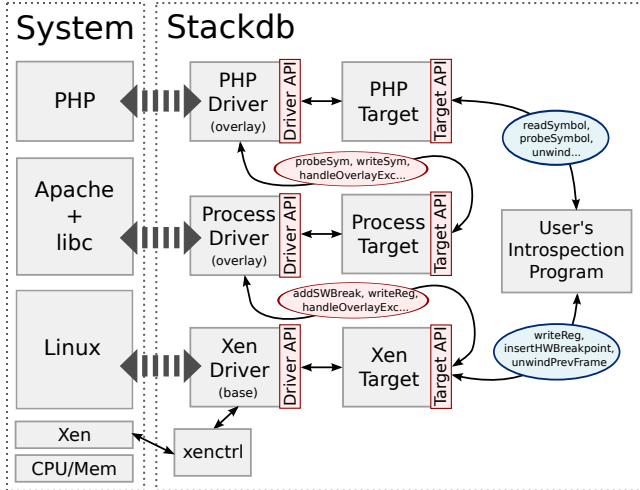 System
Stackdb
PHP
PHP
Driver
(overlay)
Driver API
PHP
Target
Target API
readSymbol,
probeSymbol,
unwind...
probeSym, writeSym,
handleOverlayExc...
Apache
+
libc
Process
Driver
(overlay)
Driver API
Process
Target
Target API
User's
Introspection
Program
addSWBreak, writeReg,
handleOverlayExc...
Linux
Xen
Driver
(base)
Driver API
Xen
Target
Target API
writeReg,
insertHWBreakpoint,
unwindPrevFrame
Xen
xenctrl
CPU/Mem